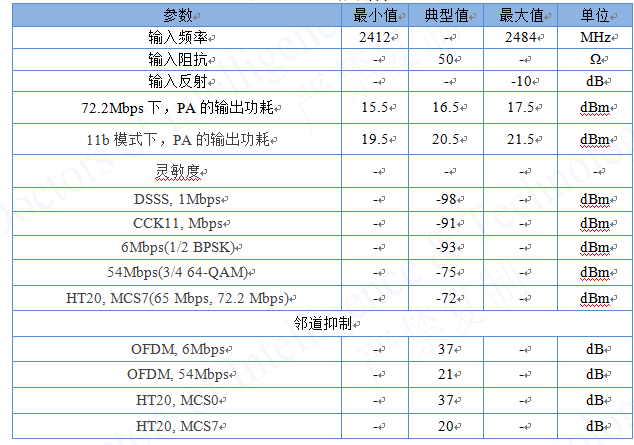 参数 最小值 典型值 最大值 单位
输入频率 2412 - 2484 MHz
输入阻抗 - 50 - Ω
输入反射 - - -10 dB
72.2Mbps 下，PA 的输出功耗 15.5 16.5 17.5 dBm
11b 模式下，PA 的输出功耗 19.5 20.5 21.5 dBm
灵敏度 - - - -
DSSS, 1Mbps - -98 - dBm
CCK11, Mbps - -91 - dBm
6Mbps(1/2 BPSK) - -93 - dBm
54Mbps(3/4 64-QAM) - -75 - dBm
HT20, MCS7(65 Mbps, 72.2 Mbps) - -72 - dBm
邻道抑制
OFDM, 6Mbps - 37 - dB
OFDM, 54Mbps - 21 - dB
HT20, MCS0 - 37 - dB
HT20, MCS7 - 20 - dB